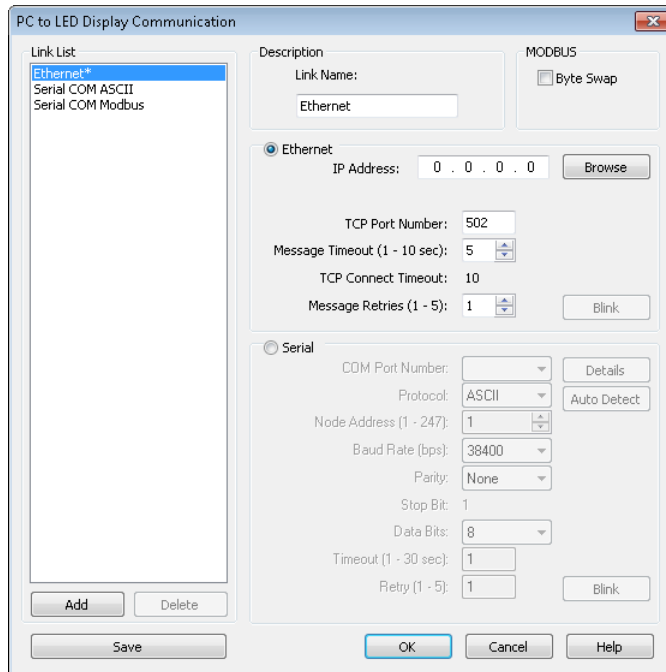 PC to LED Display Communication
Link List
Ethernet*
Serial COM ASCII
Serial COM Modbus
Add
Delete
Save
Description
Link Name:
Ethernet
MODBUS
Byte Swap
Ethernet
IP Address: 0 . 0 . 0 . 0 Browse
TCP Port Number: 502
Message Timeout (1 - 10 sec): 5
TCP Connect Timeout: 10
Message Retries (1 - 5): 1 Blink
Serial
COM Port Number: Details
Protocol: ASCII Auto Detect
Node Address (1 - 247): 1
Baud Rate (bps): 38400
Parity: None
Stop Bit: 1
Data Bits: 8
Timeout (1 - 30 sec): 1
Retry (1 - 5): 1 Blink
OK Cancel Help